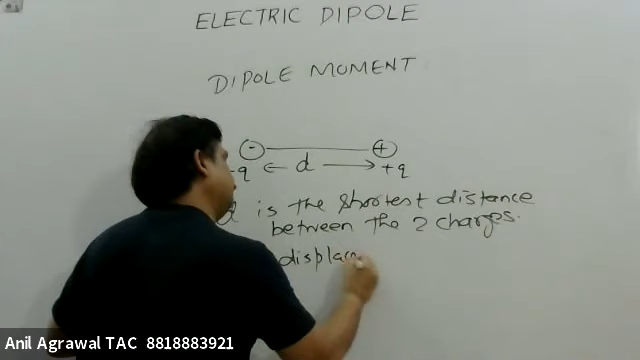 ELECTRIC DIPOLE
DIPOLE MOMENT
- +
-q ← d → +q
d is the shortest distance
between the 2 charges.
displac
Anil Agrawal TAC 8818883921